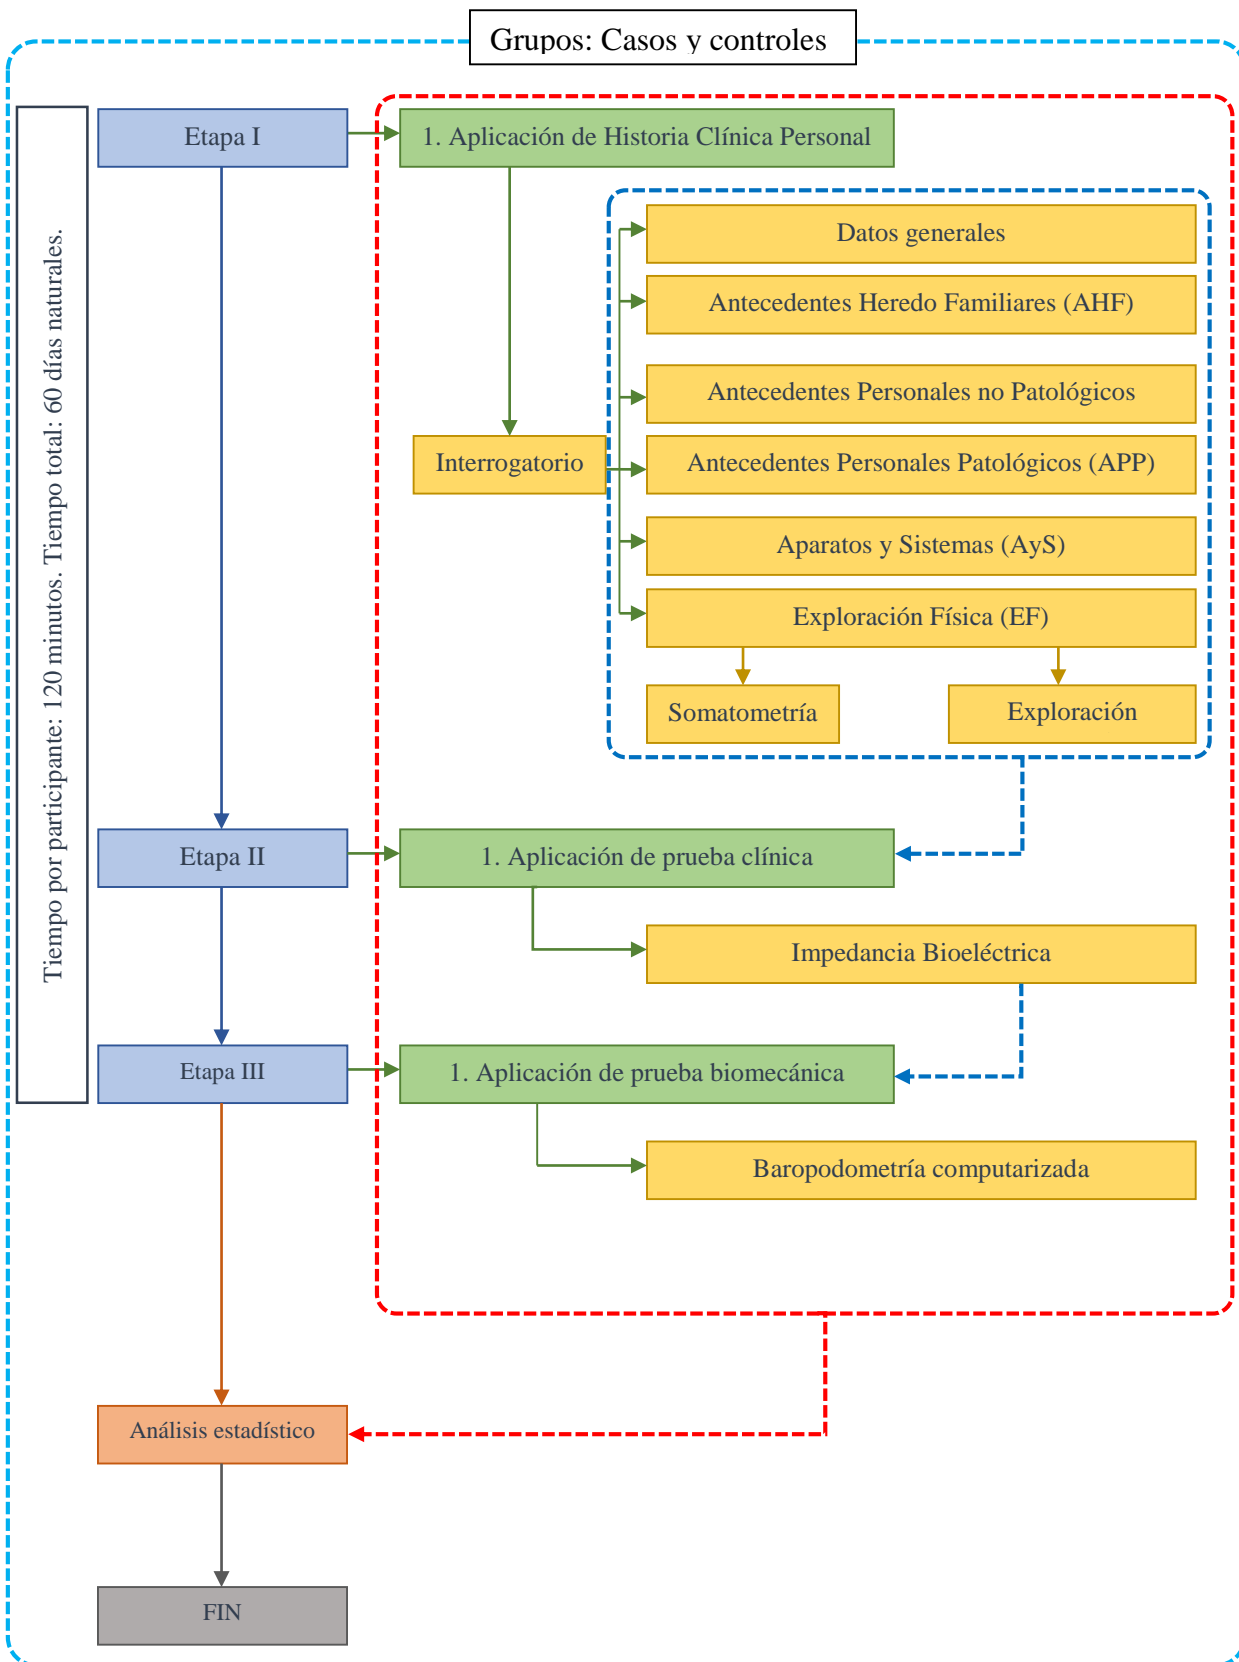 Grupos: Casos y controles
Tiempo por participante: 120 minutos. Tiempo total: 60 días naturales.
Etapa I
1. Aplicación de Historia Clínica Personal
Datos generales
Antecedentes Heredo Familiares (AHF)
Antecedentes Personales no Patológicos
Interrogatorio
Antecedentes Personales Patológicos (APP)
Aparatos y Sistemas (AyS)
Exploración Física (EF)
Somatometría
Exploración
Etapa II
1. Aplicación de prueba clínica
Impedancia Bioeléctrica
Etapa III
1. Aplicación de prueba biomecánica
Baropodometría computarizada
Análisis estadístico
FIN